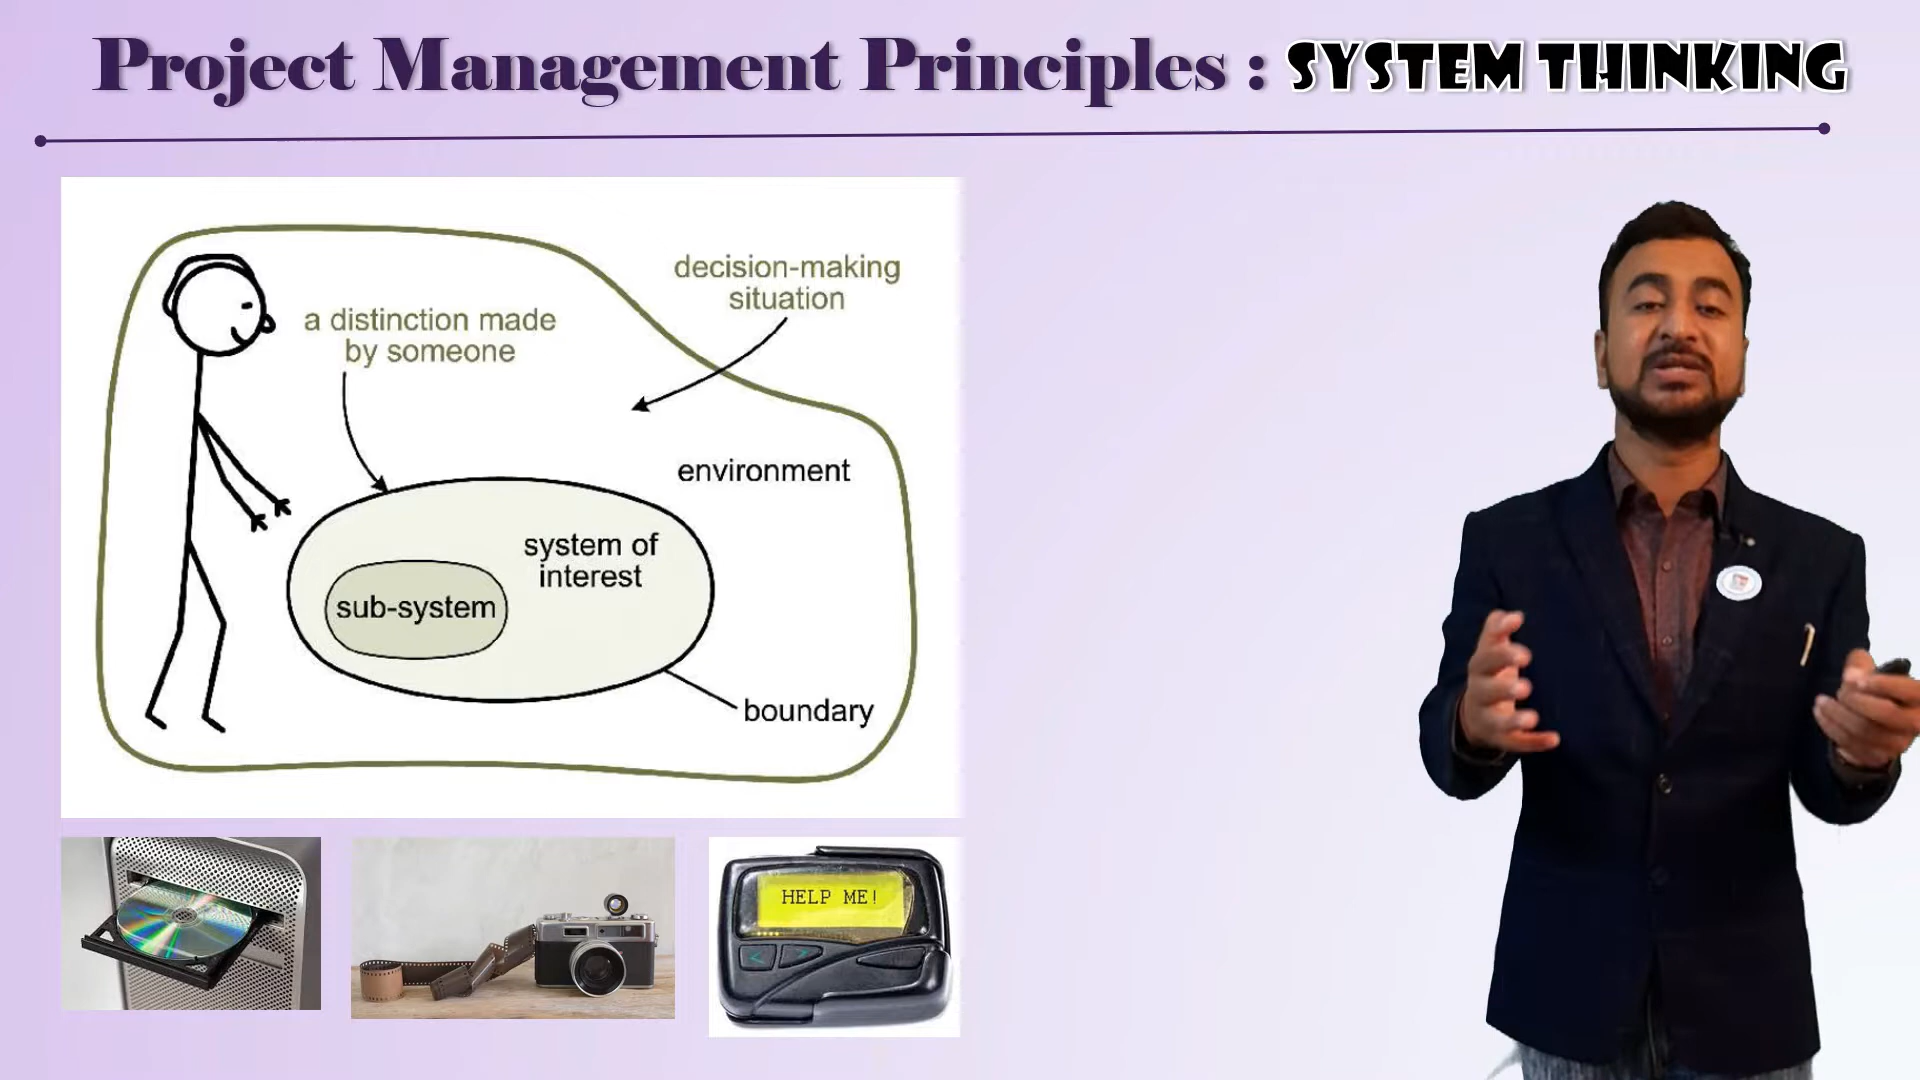 Project Management Principles : SYSTEM THINKING
decision-making
situation
a distinction made
by someone
environment
system of
interest
sub-system
boundary
HELP ME!